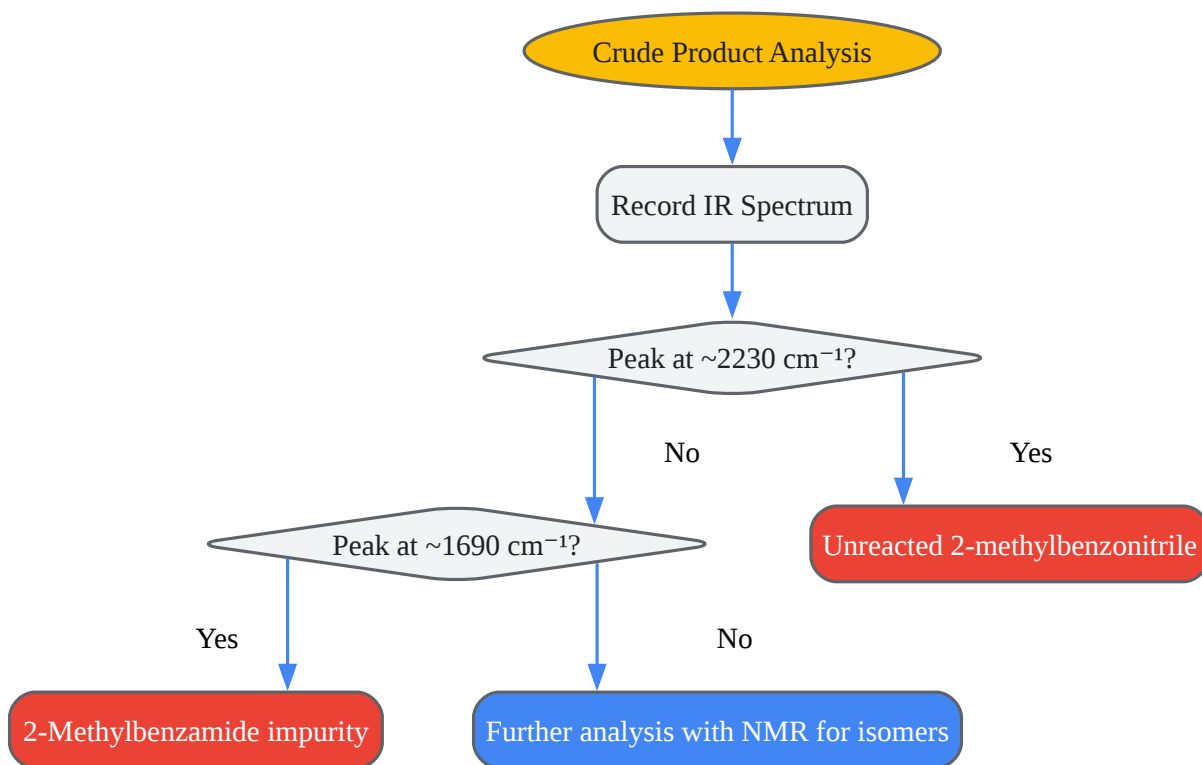 Crude Product Analysis
Record IR Spectrum
Peak at ~2230 cm⁻¹?
No
Yes
Peak at ~1690 cm⁻¹?
Unreacted 2-methylbenzonitrile
Yes
No
2-Methylbenzamide impurity
Further analysis with NMR for isomers